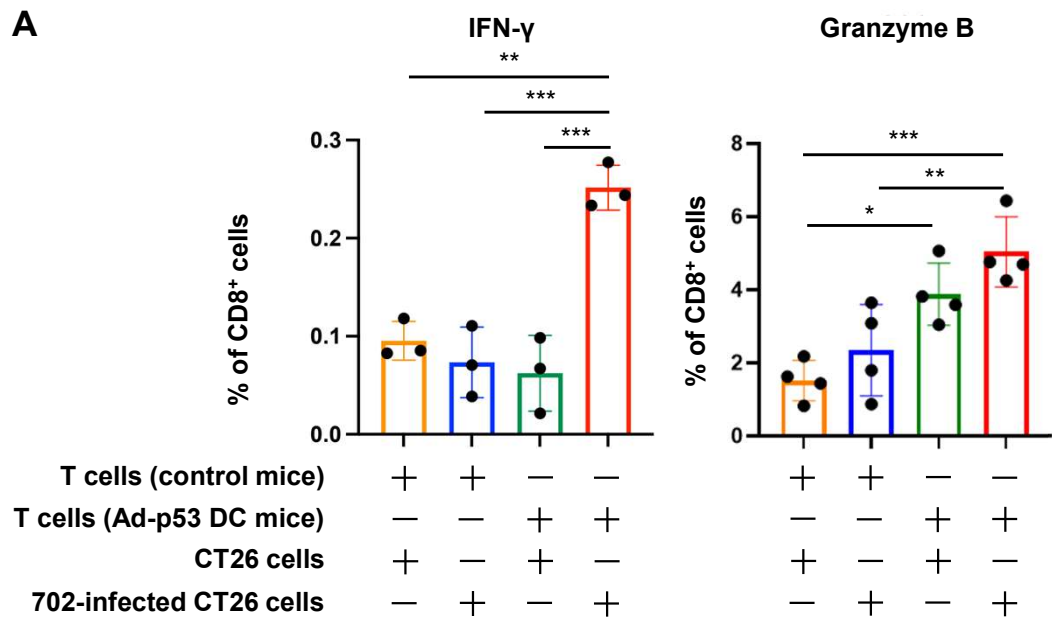 A
IFN-γ
Granzyme B
**
***
***
***
**
*
% of CD8⁺ cells
0.3
0.2
0.1
0.0
% of CD8⁺ cells
8
6
4
2
0
T cells (control mice) + + — — + + — —
T cells (Ad-p53 DC mice) — — + + — — + +
CT26 cells + — + — + — + —
702-infected CT26 cells — + — + — + — +